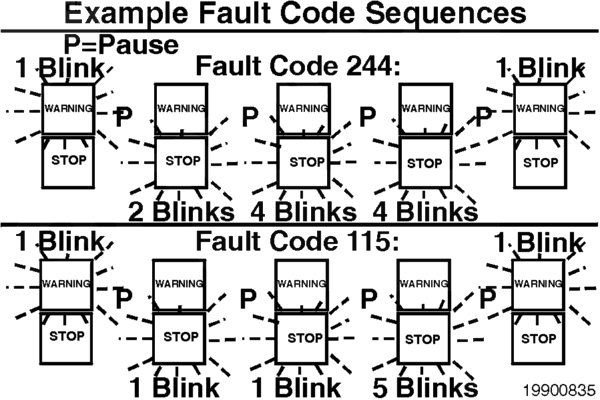 Example Fault Code Sequences
P=Pause
1 Blink Fault Code 244: 1 Blink
WARNING P WARNING P WARNING P WARNING P WARNING
STOP STOP STOP STOP STOP
2 Blinks 4 Blinks 4 Blinks
1 Blink Fault Code 115: 1 Blink
WARNING P WARNING P WARNING P WARNING P WARNING
STOP STOP STOP STOP STOP
1 Blink 1 Blink 5 Blinks
19900835